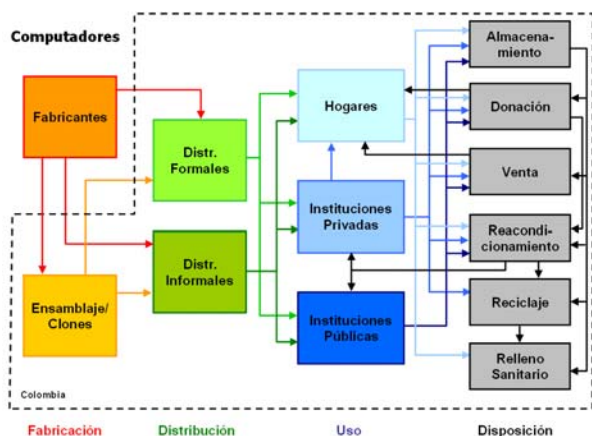 Computadores
Fabricantes
Ensamblaje/
Clones
Colombia
Distr.
Formales
Distr.
Informales
Hogares
Instituciones
Privadas
Instituciones
Públicas
Almacena-
miento
Donación
Venta
Reacondi-
cionamiento
Reciclaje
Relleno
Sanitario
Fabricación
Distribución
Uso
Disposición